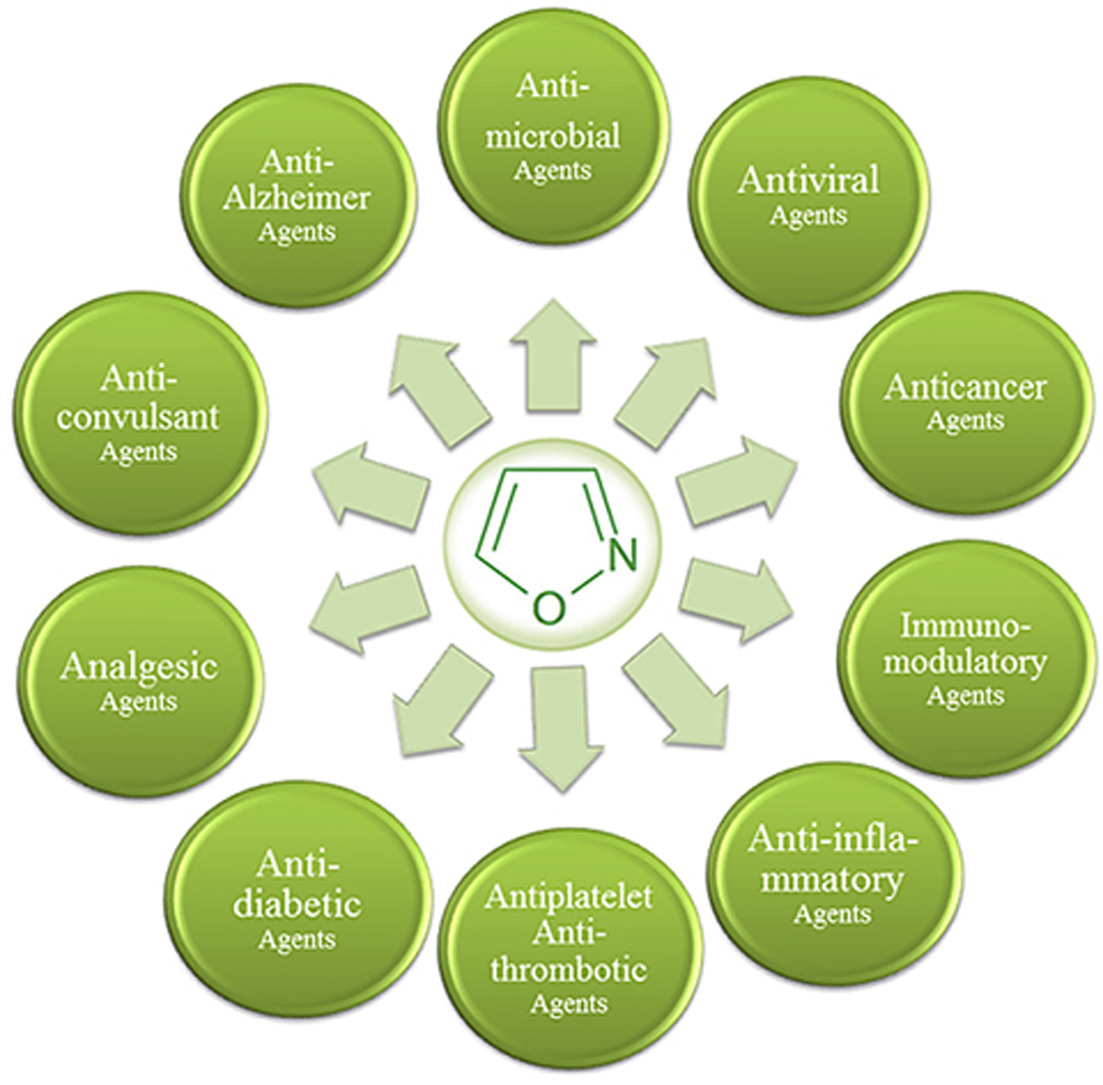 Anti-
microbial
Agents
Antiviral
Agents
Anticancer
Agents
Immuno-
modulatory
Agents
Anti-infla-
mmatory
Agents
Antiplatelet
Anti-
thrombotic
Agents
Anti-
diabetic
Agents
Analgesic
Agents
Anti-
convulsant
Agents
Anti-
Alzheimer
Agents
N
O